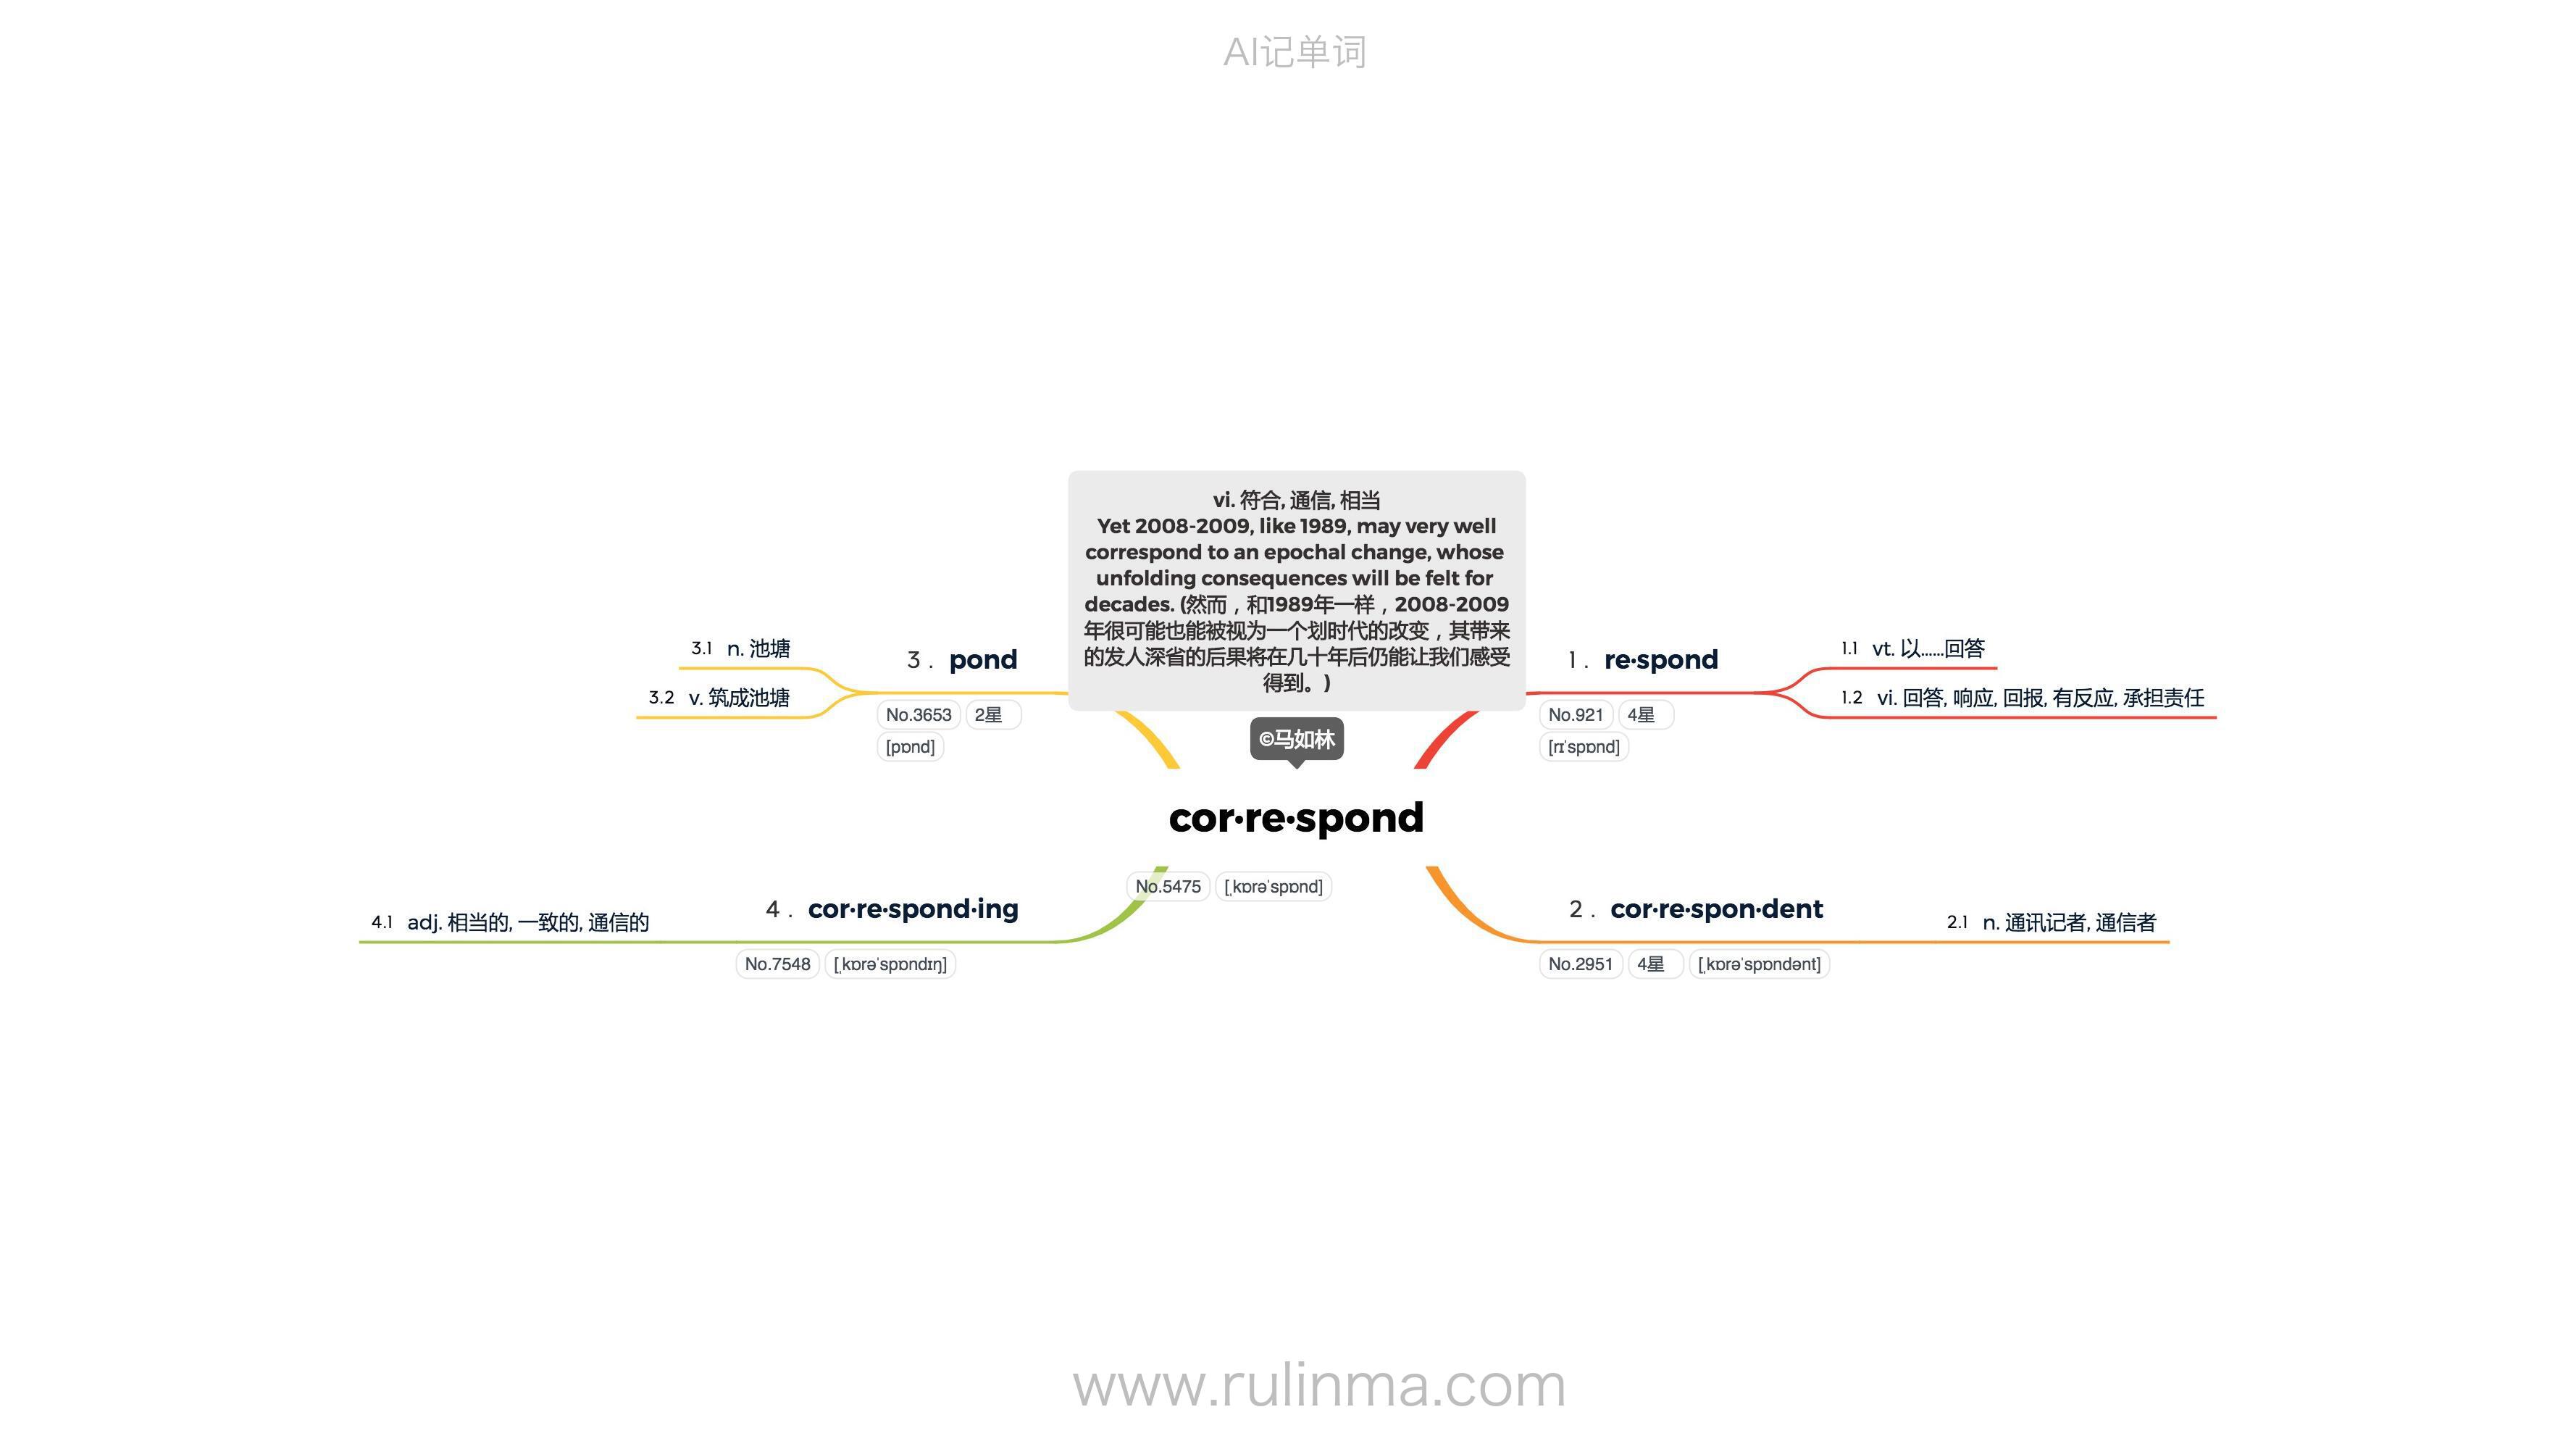 AI记单词
vi. 符合, 通信, 相当
Yet 2008-2009, like 1989, may very well
correspond to an epochal change, whose
unfolding consequences will be felt for
decades. (然而，和1989年一样，2008-2009
年很可能也能被视为一个划时代的改变，其带来
的发人深省的后果将在几十年后仍能让我们感受
得到。)
©马如林
cor·re·spond
No.5475 [ˌkɒrəˈspɒnd]
1. re·spond
No.921 4星
[rɪˈspɒnd]
1.1 vt. 以......回答
1.2 vi. 回答, 响应, 回报, 有反应, 承担责任
2. cor·re·spon·dent
No.2951 4星 [ˌkɒrəˈspɒndənt]
2.1 n. 通讯记者, 通信者
3. pond
No.3653 2星
[pɒnd]
3.1 n. 池塘
3.2 v. 筑成池塘
4. cor·re·spond·ing
No.7548 [ˌkɒrəˈspɒndɪŋ]
4.1 adj. 相当的, 一致的, 通信的
www.rulinma.com